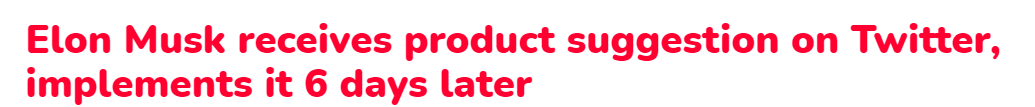 Elon Musk receives product suggestion on Twitter,
implements it 6 days later